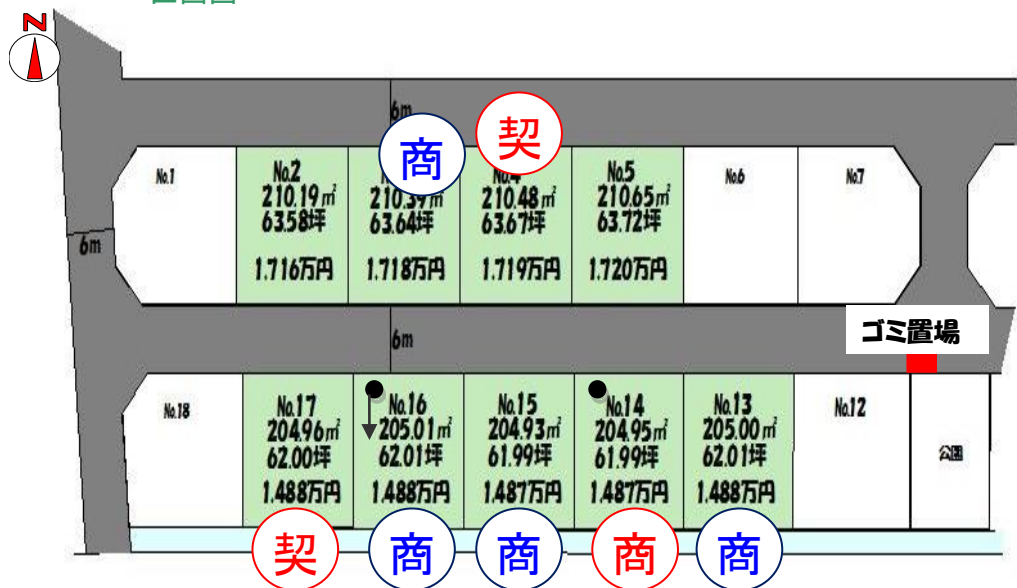 N
6m
商
契
No.1
No.2
210.19㎡
63.58坪
1.716万円
210.39㎡
63.64坪
1.718万円
210.48㎡
63.67坪
1.719万円
No.5
210.65㎡
63.72坪
1.720万円
No.6
No.7
6m
6m
ゴミ置場
No.18
No.17
204.96㎡
62.00坪
1.488万円
No.16
205.01㎡
62.01坪
1.488万円
No.15
204.93㎡
61.99坪
1.487万円
No.14
204.95㎡
61.99坪
1.487万円
No.13
205.00㎡
62.01坪
1.488万円
No.12
公園
契
商
商
商
商